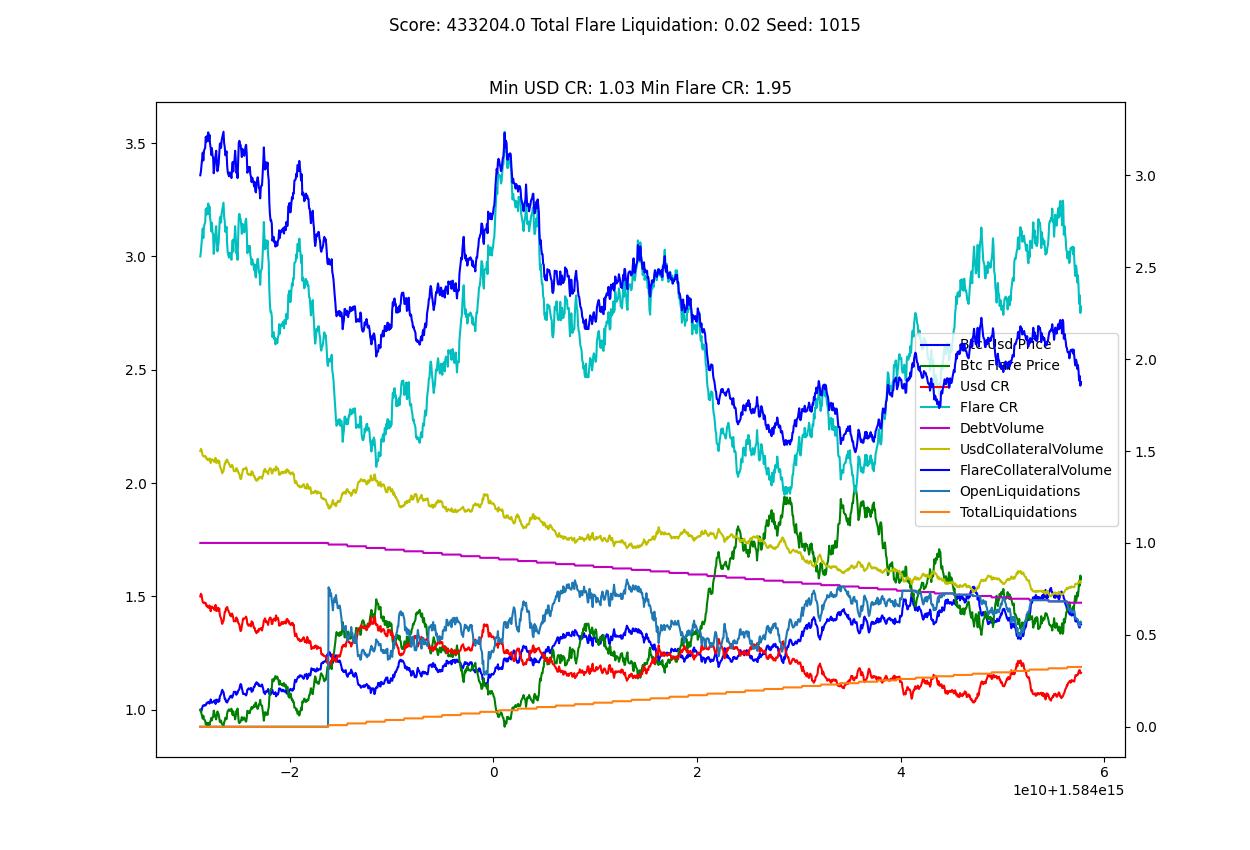 Score: 433204.0 Total Flare Liquidation: 0.02 Seed: 1015
Min USD CR: 1.03 Min Flare CR: 1.95
3.5
3.0
2.5
2.0
1.5
1.0
3.0
2.5
2.0
1.5
1.0
0.5
0.0
Btc Usd Price
Btc Flare Price
Usd CR
Flare CR
DebtVolume
UsdCollateralVolume
FlareCollateralVolume
OpenLiquidations
TotalLiquidations
−2
0
2
4
6
1e10+1.584e15